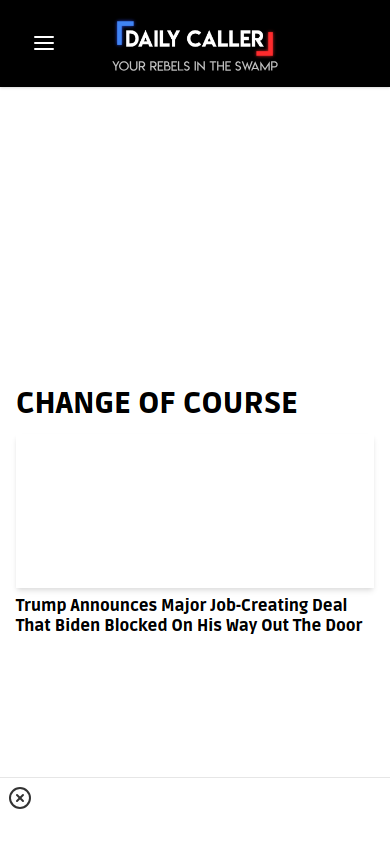 DAILY CALLER
YOUR REBELS IN THE SWAMP
CHANGE OF COURSE
Trump Announces Major Job-Creating Deal
That Biden Blocked On His Way Out The Door